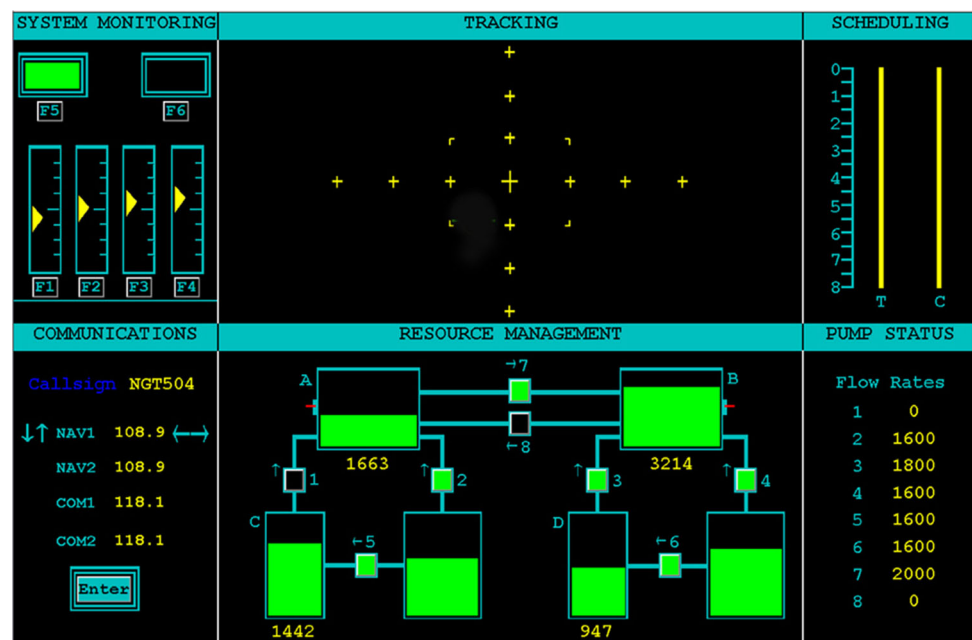 SYSTEM MONITORING
F5 F6
F1 F2 F3 F4
TRACKING
SCHEDULING
0
1
2
3
4
5
6
7
8
T C
COMMUNICATIONS
Callsign NGT504
↓↑ NAV1 108.9 ←→
NAV2 108.9
COM1 118.1
COM2 118.1
Enter
RESOURCE MANAGEMENT
→7
A B
←8
1663 3214
↑1 ↑2 ↑3 ↑4
C D
←5 ←6
1442 947
PUMP STATUS
Flow Rates
1 0
2 1600
3 1800
4 1600
5 1600
6 1600
7 2000
8 0